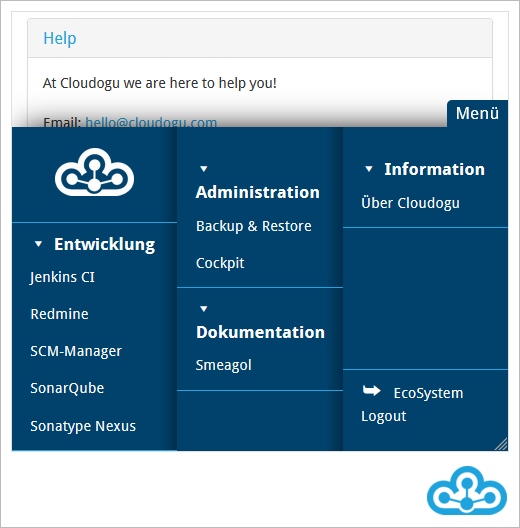 Help
At Cloudogu we are here to help you!
Email: hello@cloudogu.com
Menü
Entwicklung
Jenkins CI
Redmine
SCM-Manager
SonarQube
Sonatype Nexus
Administration
Backup & Restore
Cockpit
Dokumentation
Smeagol
Information
Über Cloudogu
EcoSystem
Logout